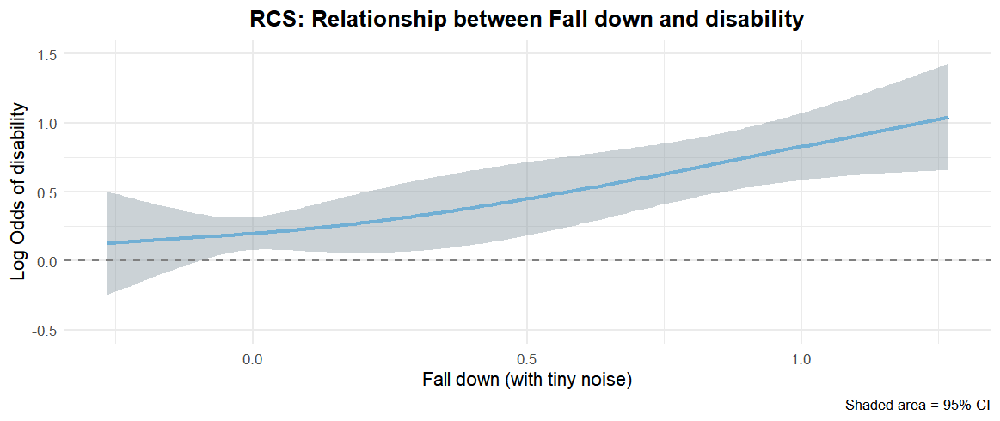 RCS: Relationship between Fall down and disability
Log Odds of disability
1.5
1.0
0.5
0.0
-0.5
0.0
0.5
1.0
Fall down (with tiny noise)
Shaded area = 95% CI